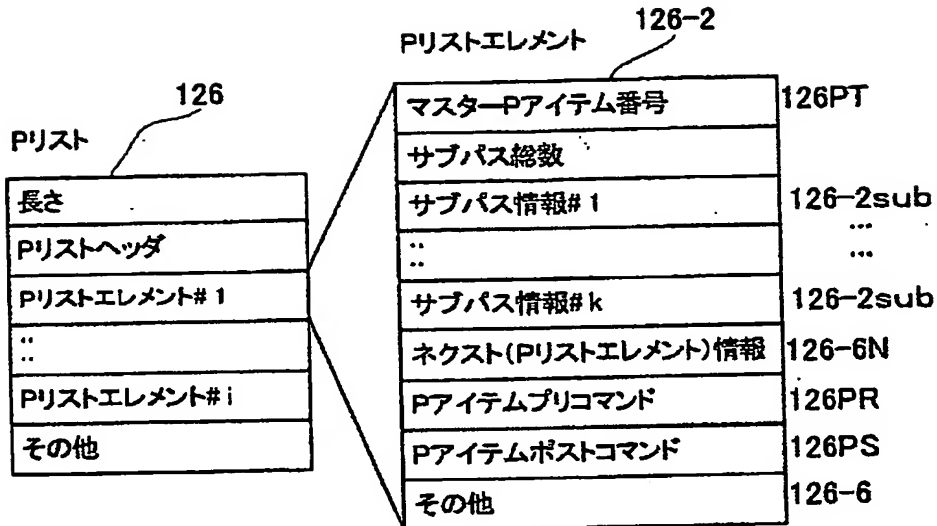 126-2
Pリストエレメント
126
Pリスト
長さ
Pリストヘッダ
Pリストエレメント#1
::
Pリストエレメント#i
その他
マスターPアイテム番号 126PT
サブパス総数
サブパス情報#1 126-2sub
:: ...
...
サブパス情報#k 126-2sub
ネクスト(Pリストエレメント)情報 126-6N
Pアイテムプリコマンド 126PR
Pアイテムポストコマンド 126PS
その他 126-6